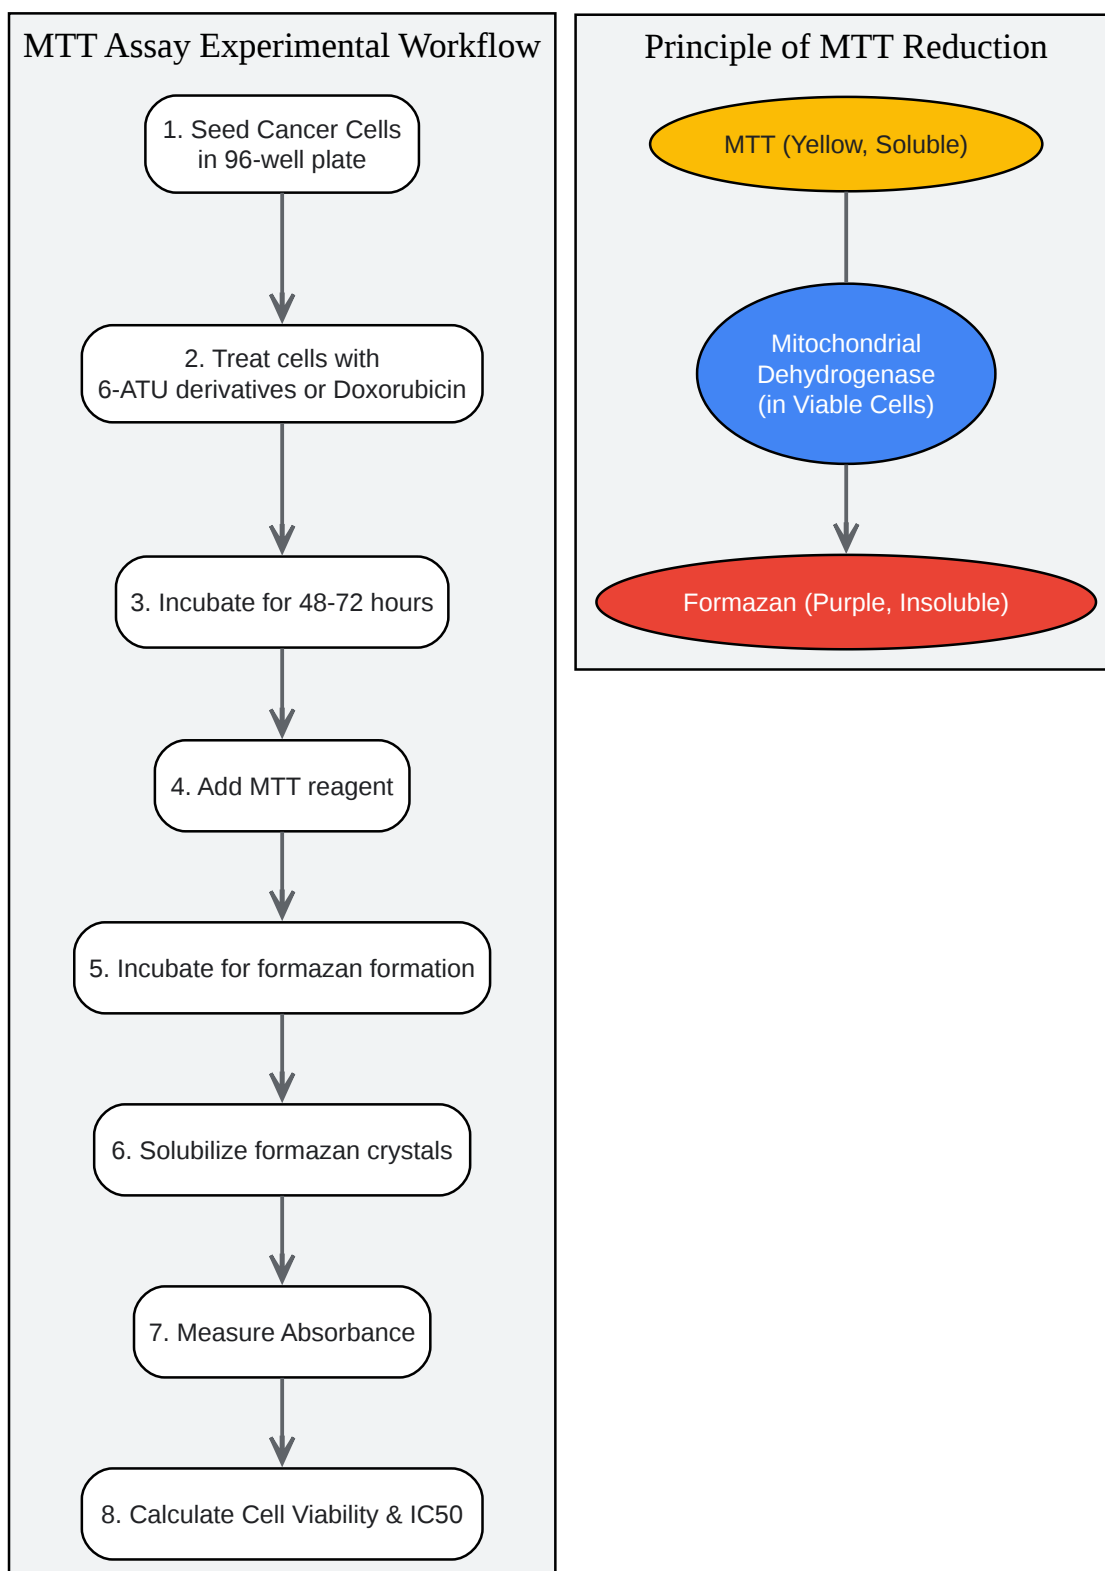 MTT Assay Experimental Workflow
1. Seed Cancer Cells
in 96-well plate
2. Treat cells with
6-ATU derivatives or Doxorubicin
3. Incubate for 48-72 hours
4. Add MTT reagent
5. Incubate for formazan formation
6. Solubilize formazan crystals
7. Measure Absorbance
8. Calculate Cell Viability & IC50
Principle of MTT Reduction
MTT (Yellow, Soluble)
Mitochondrial
Dehydrogenase
(in Viable Cells)
Formazan (Purple, Insoluble)